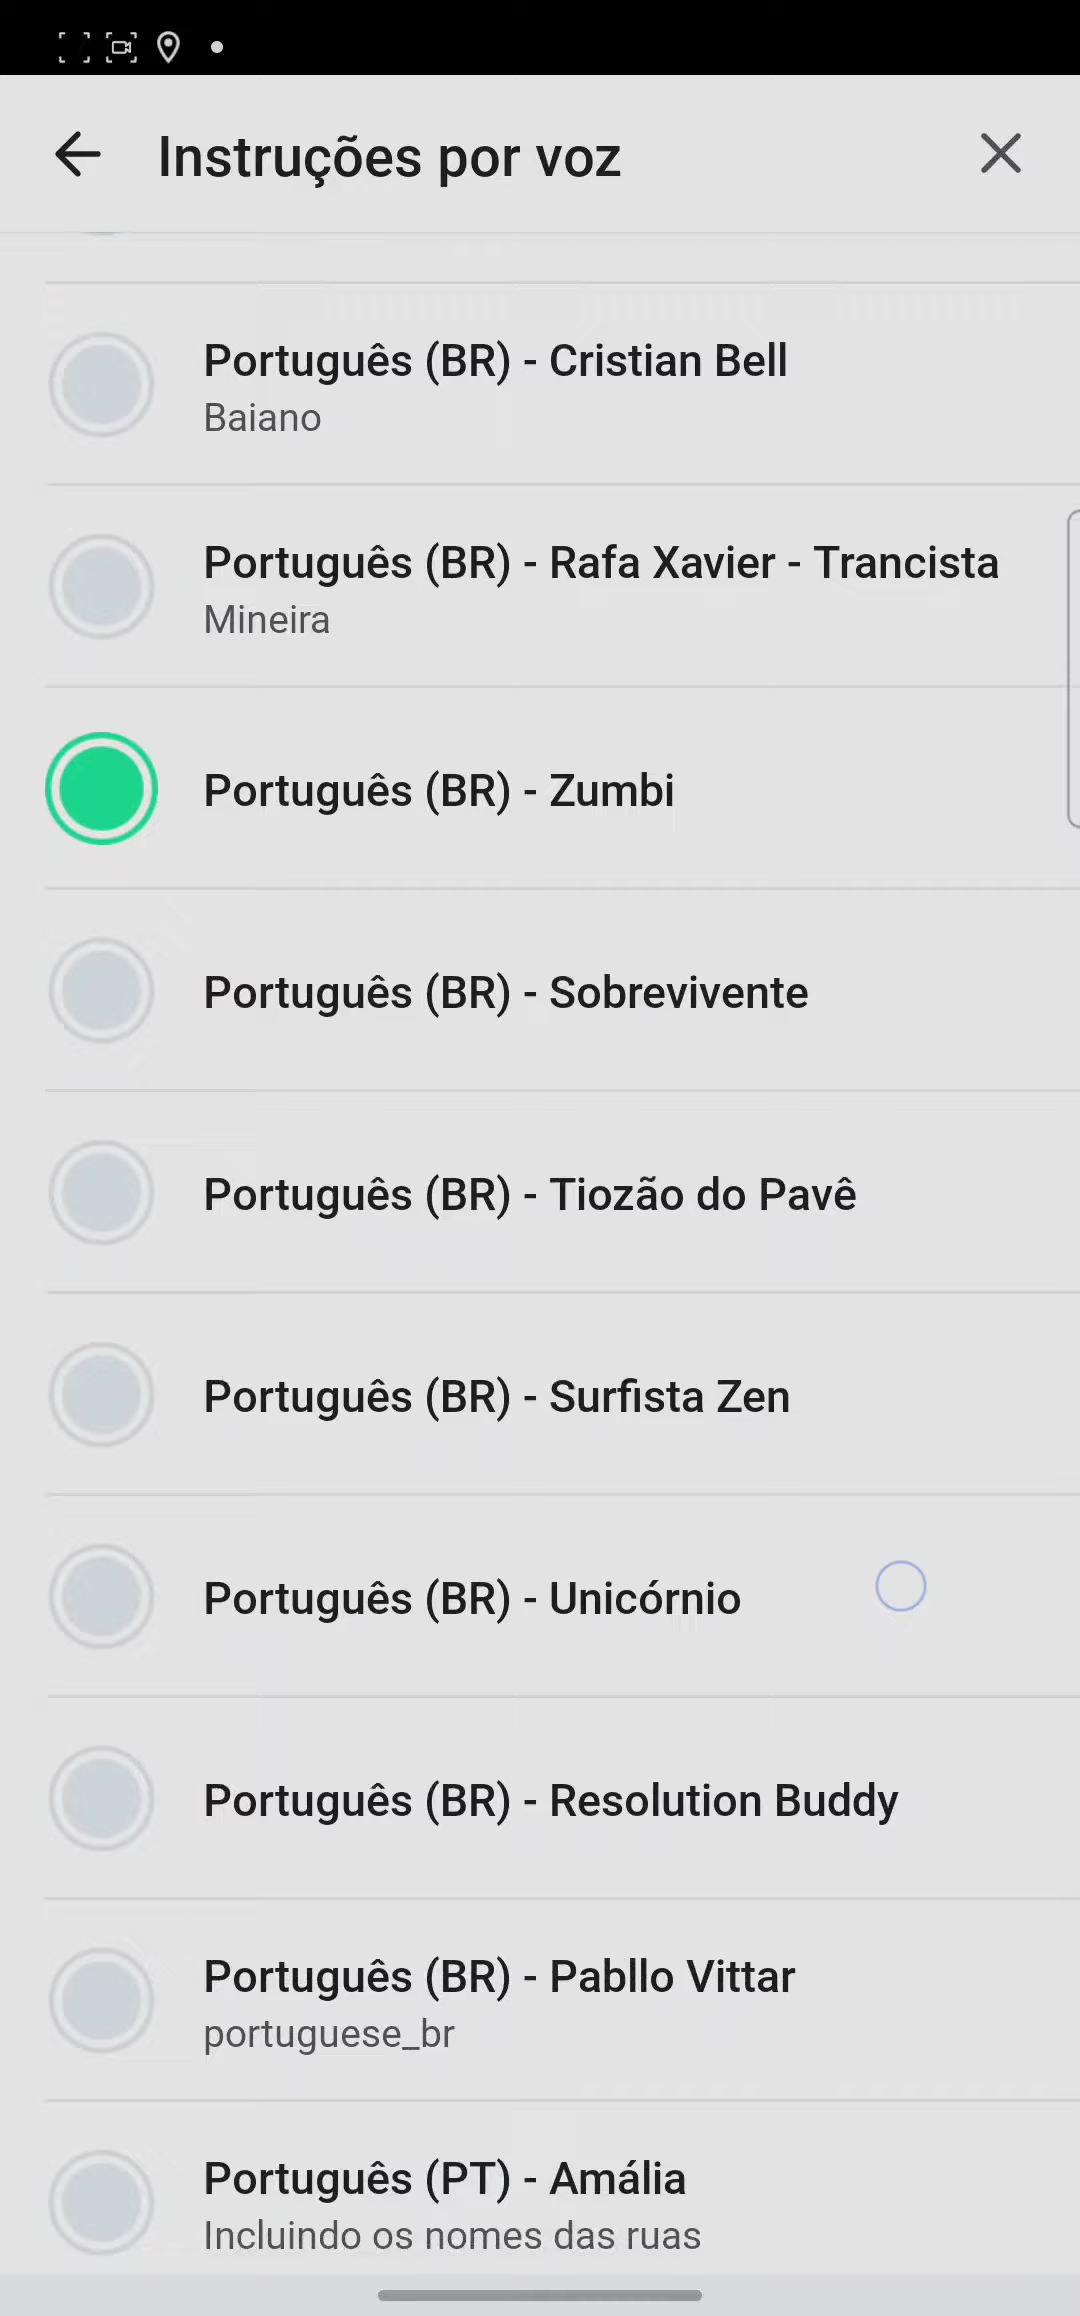 Instruções por voz
Português (BR) - Cristian Bell
Baiano
Português (BR) - Rafa Xavier - Trancista
Mineira
Português (BR) - Zumbi
Português (BR) - Sobrevivente
Português (BR) - Tiozão do Pavê
Português (BR) - Surfista Zen
Português (BR) - Unicórnio
Português (BR) - Resolution Buddy
Português (BR) - Pabllo Vittar
portuguese_br
Português (PT) - Amália
Incluindo os nomes das ruas